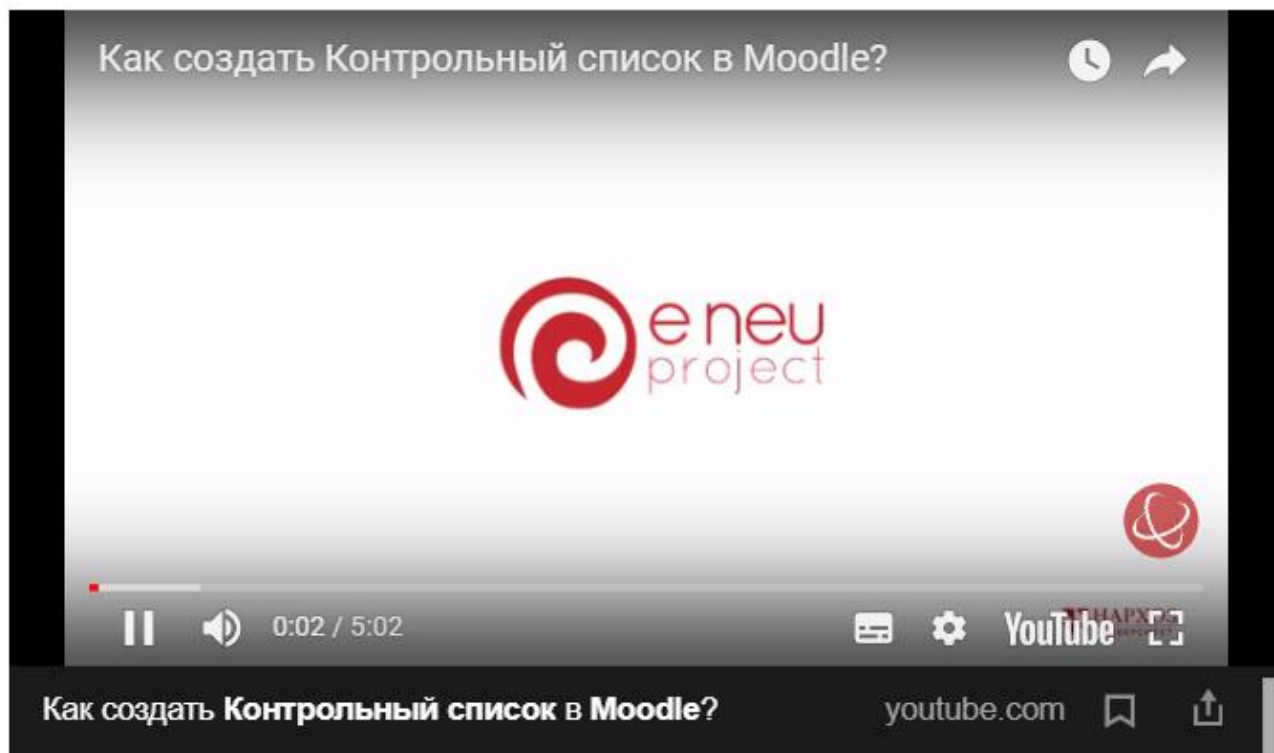 Как создать Контрольный список в Moodle?
e neu
project
0:02 / 5:02
YouTube
Как создать Контрольный список в Moodle?
youtube.com